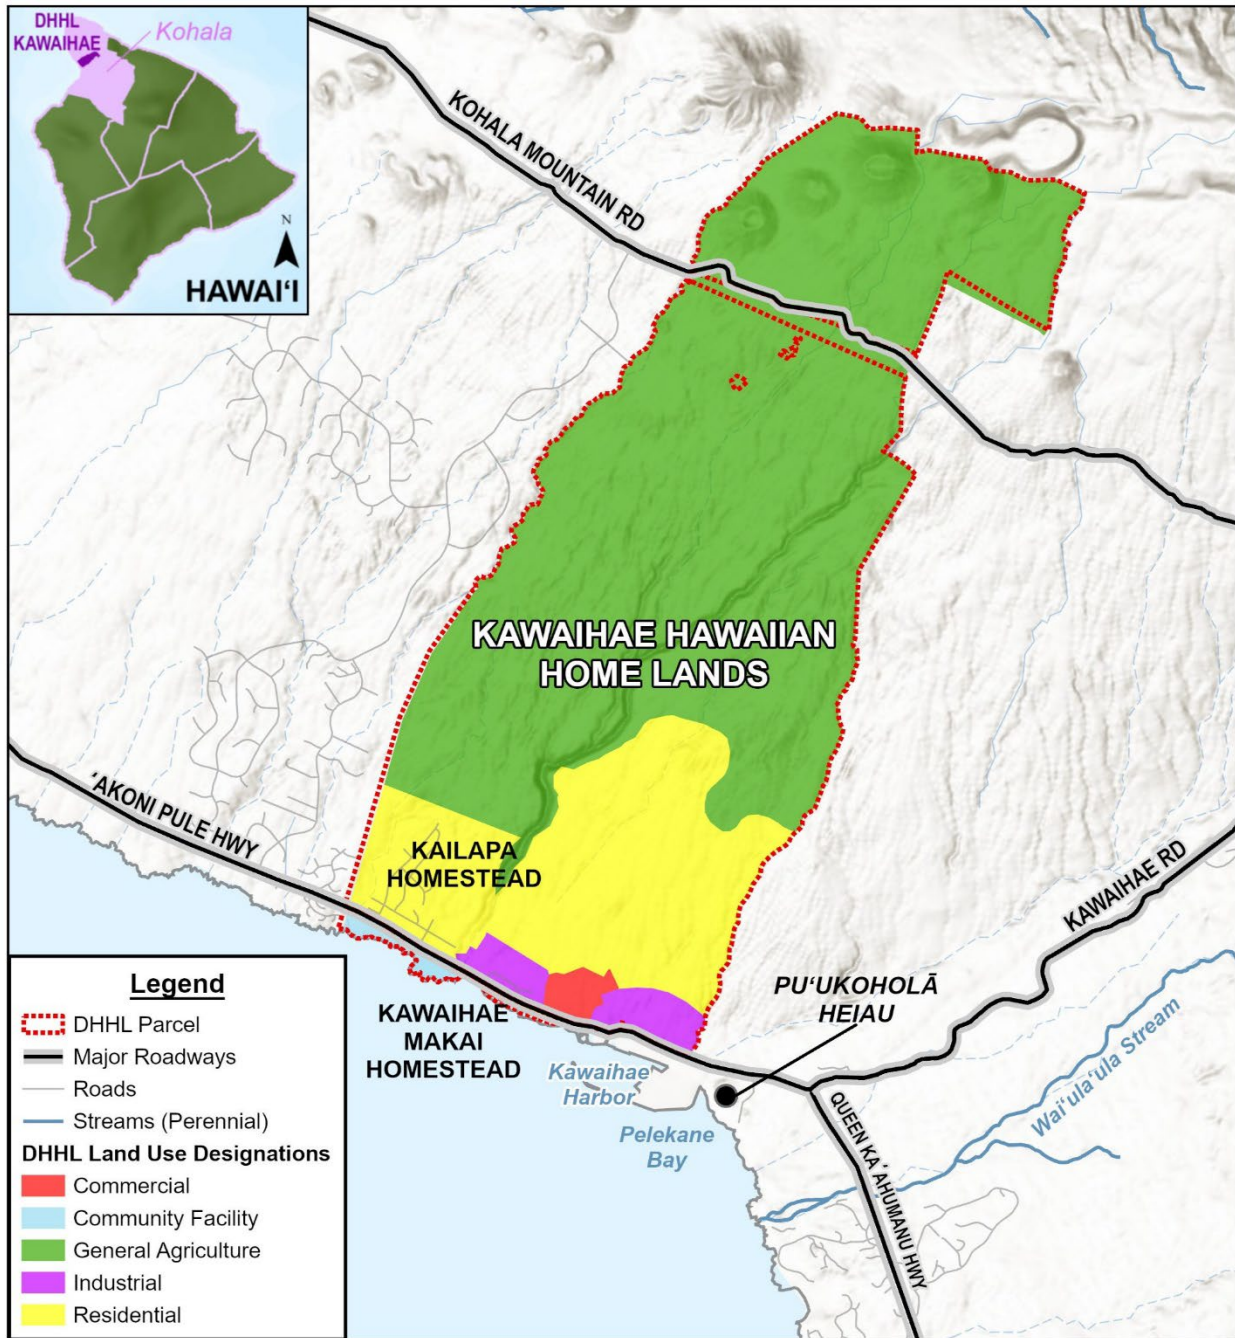 DHHL
KAWAIHAE
Kohala
N
HAWAIʻI
KOHALA MOUNTAIN RD
KAWAIHAE HAWAIIAN
HOME LANDS
ʻAKONI PULE HWY
KAILAPA
HOMESTEAD
KAWAIHAE RD
PUʻUKOHOLĀ
HEIAU
KAWAIHAE
MAKAI
HOMESTEAD
Kawaihae
Harbor
Pelekane
Bay
QUEEN KAʻAHUMANU HWY
Waiʻulaʻula Stream
Legend
DHHL Parcel
Major Roadways
Roads
Streams (Perennial)
DHHL Land Use Designations
Commercial
Community Facility
General Agriculture
Industrial
Residential